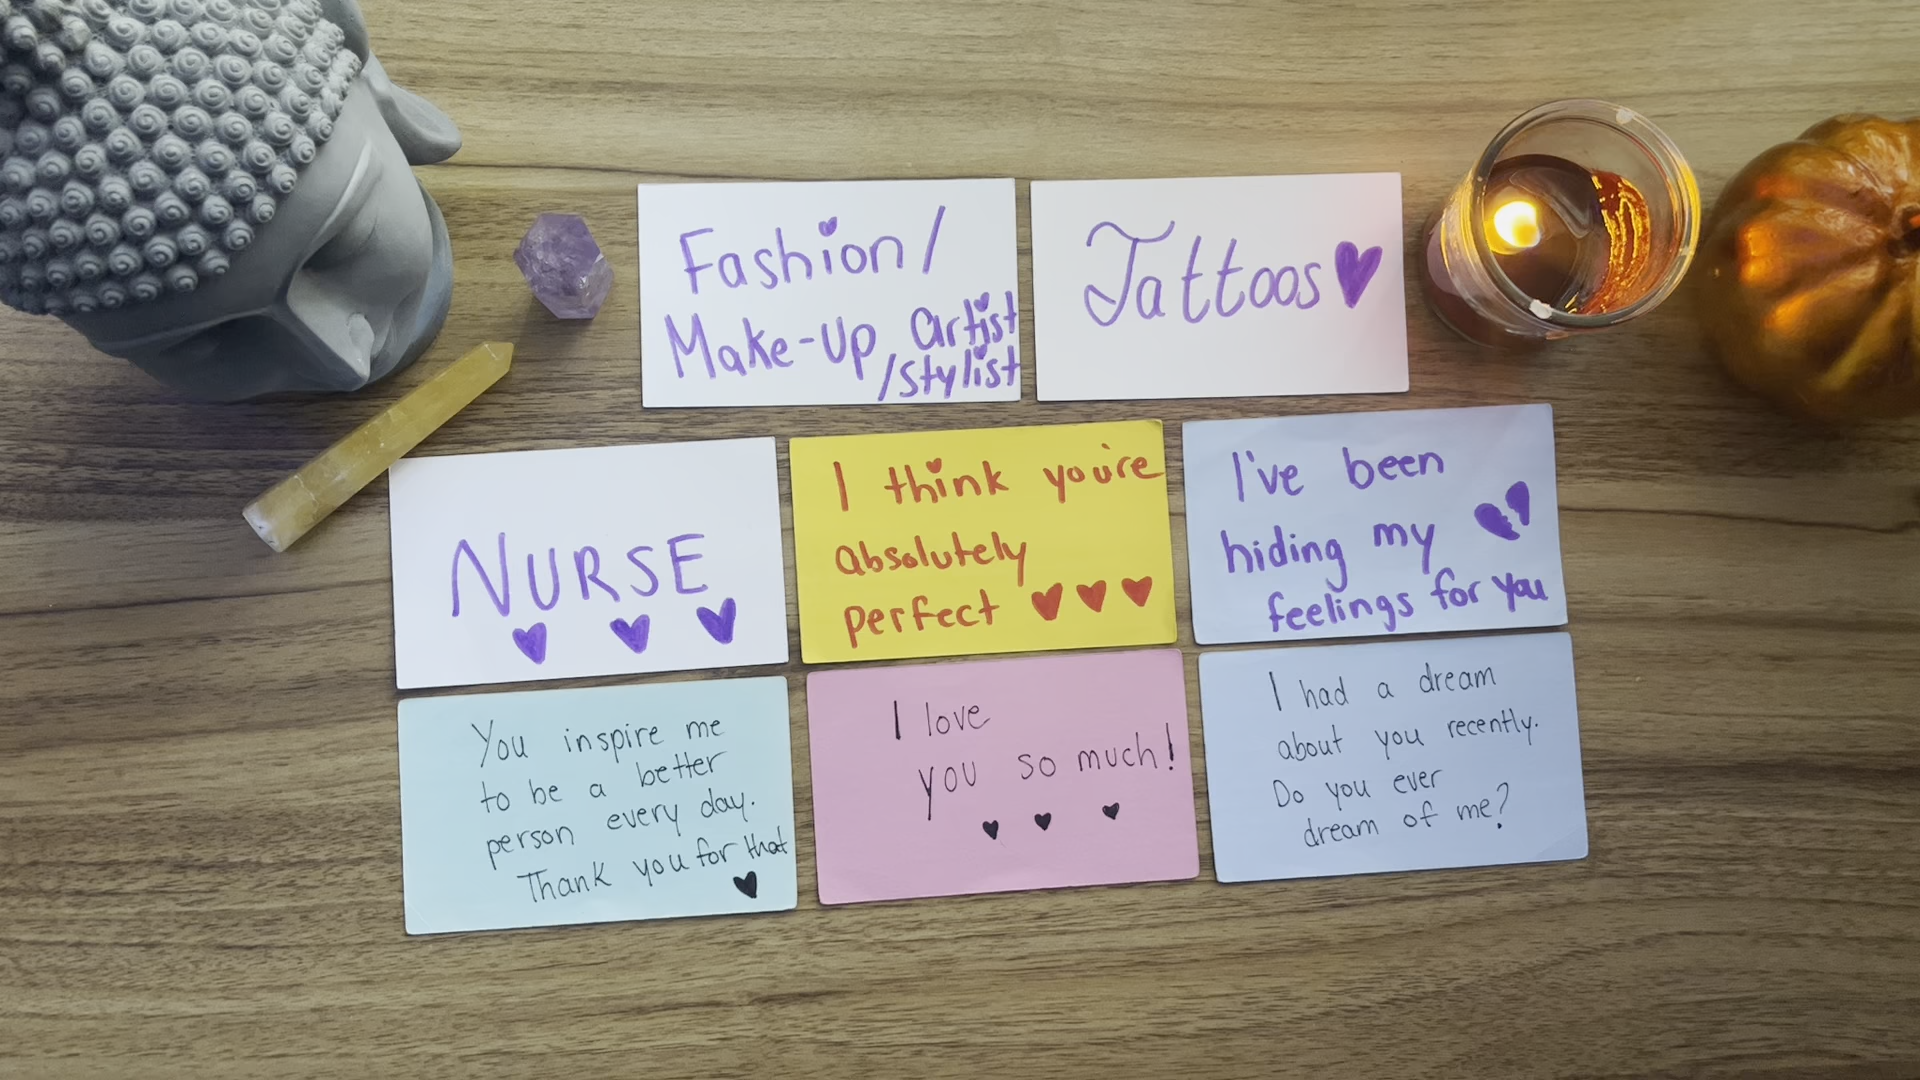 Fashion/
Make-Up Artist
/Stylist
Tattoos
NURSE
I think you're
absolutely
perfect
I've been
hiding my
feelings for you
You inspire me
to be a better
person every day.
Thank you for that
I love
you so much!
I had a dream
about you recently.
Do you ever
dream of me?